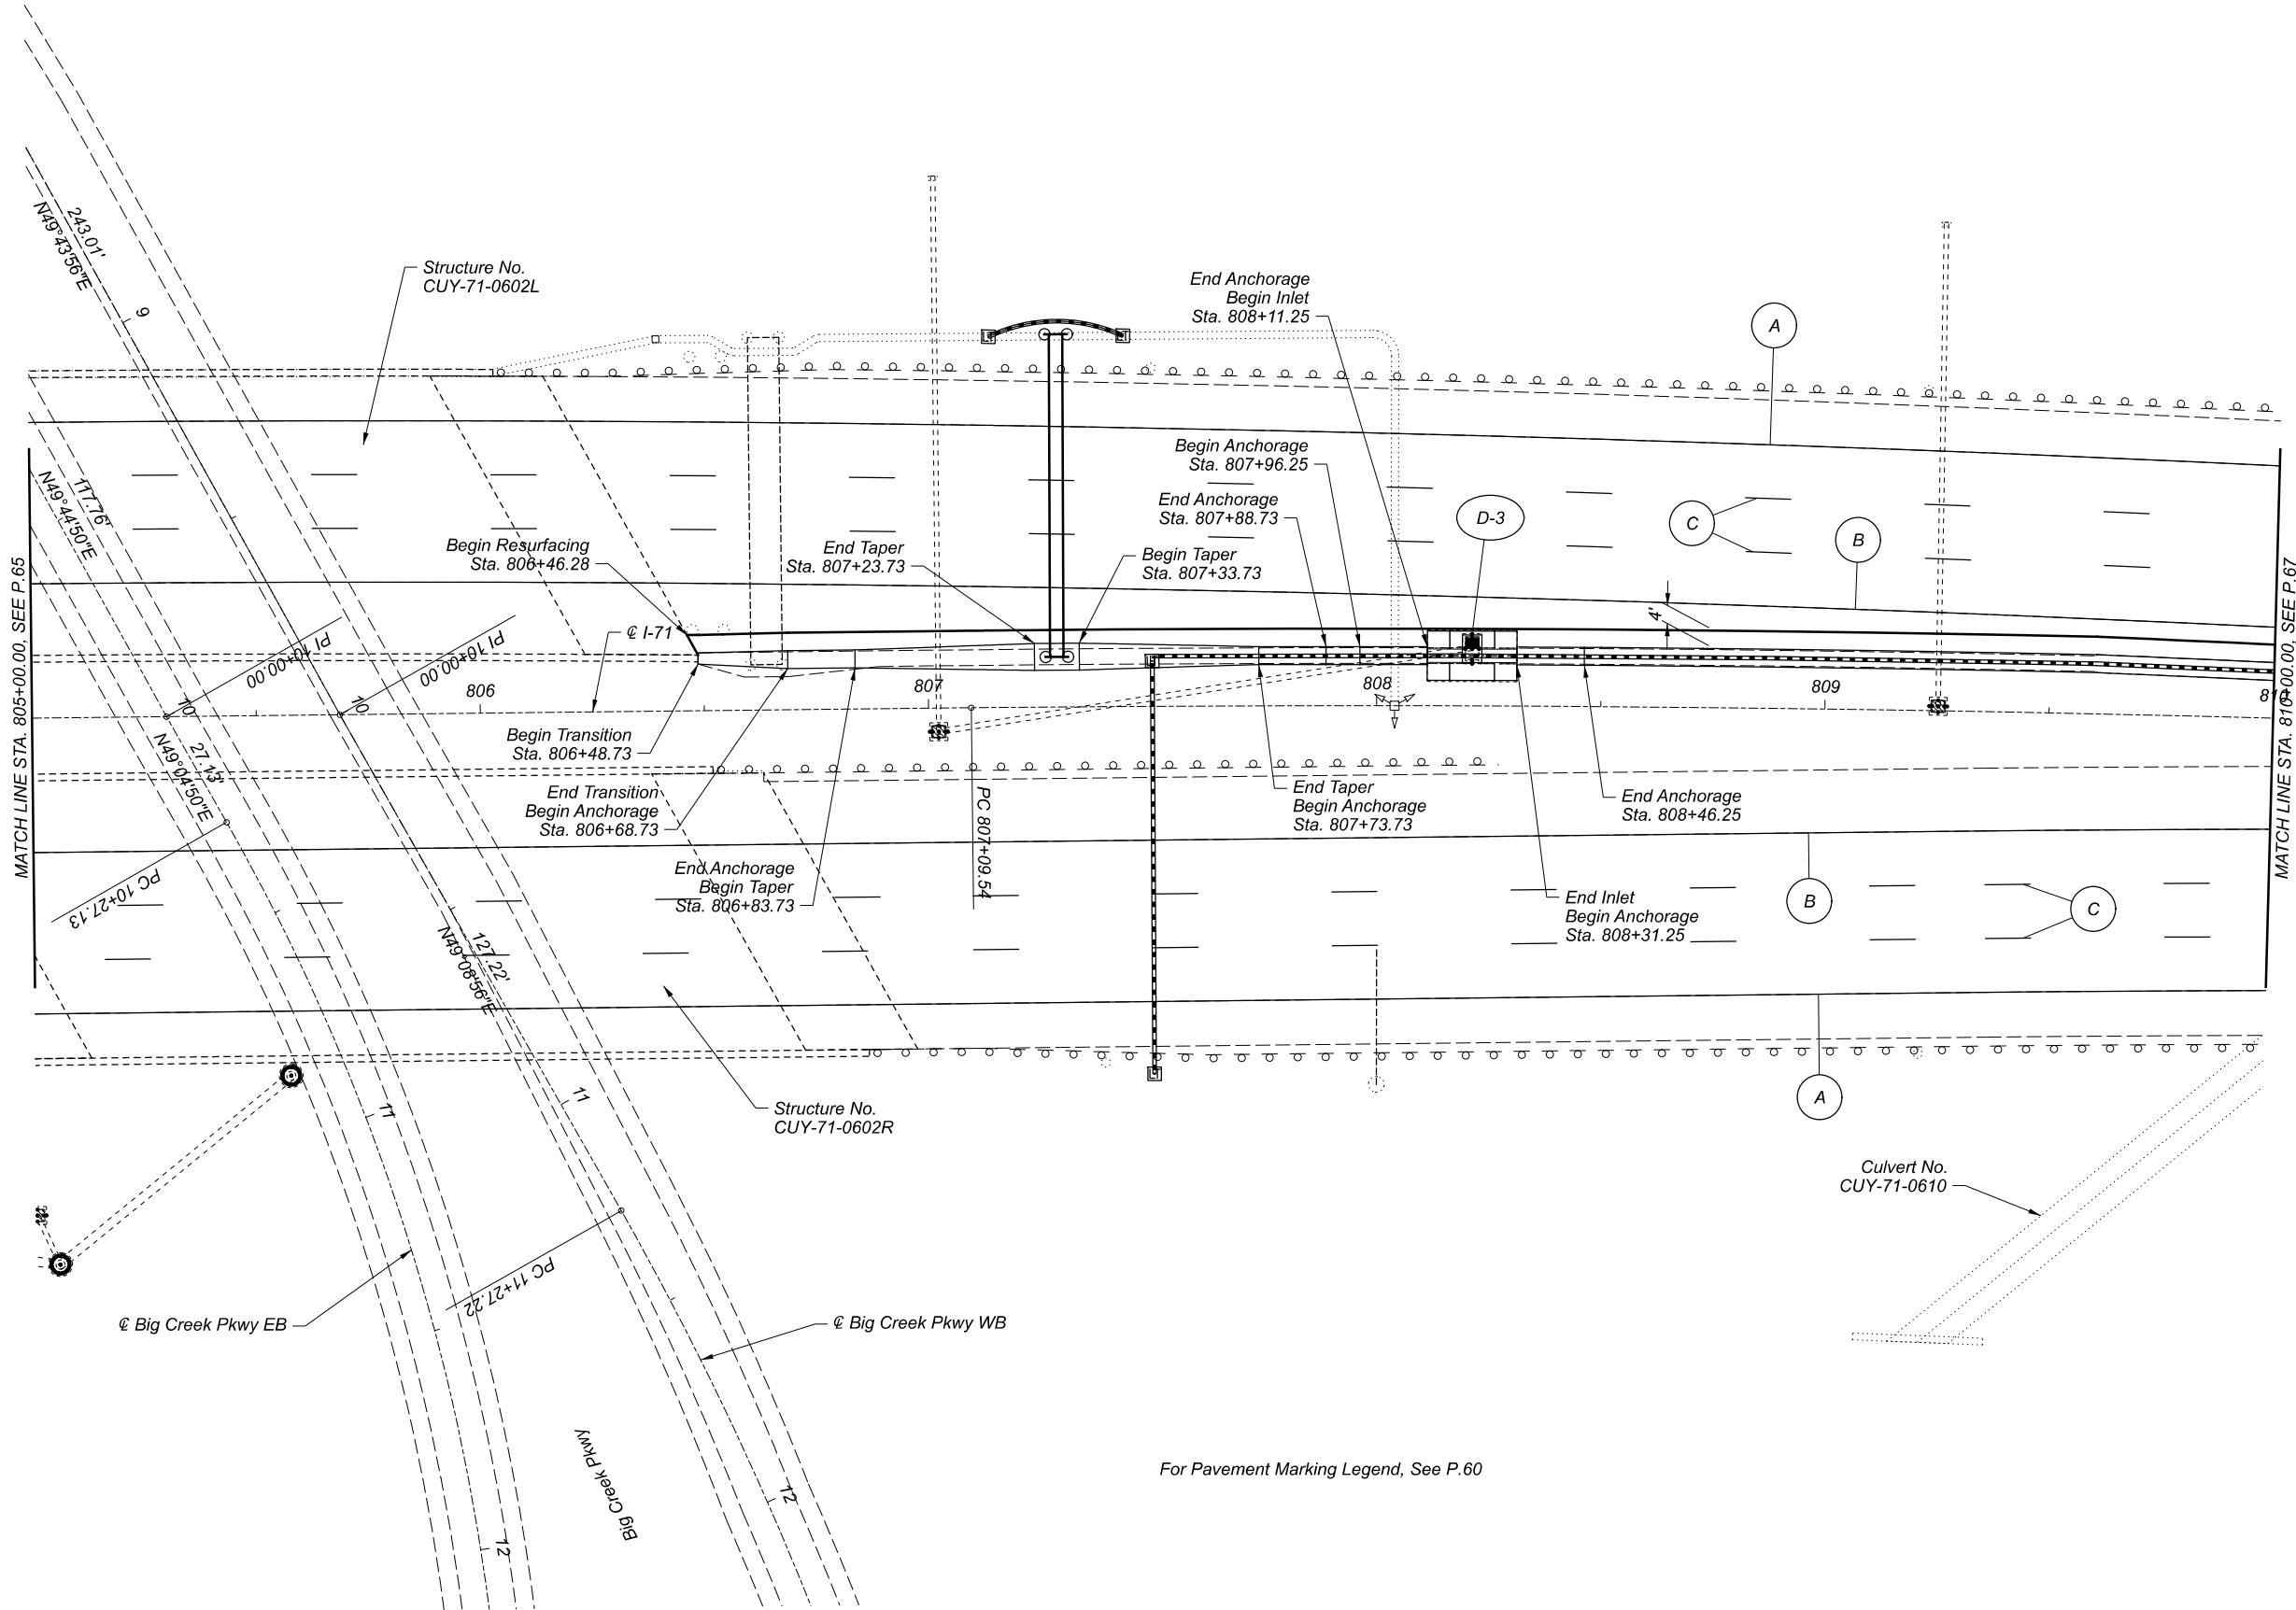 243.01'
N49°43'56"E
9
Structure No.
CUY-71-0602L
End Anchorage
Begin Inlet
Sta. 808+11.25
A
Begin Anchorage
Sta. 807+96.25
End Anchorage
Sta. 807+88.73
D-3
C
B
117.76'
N49°44'50"E
Begin Resurfacing
Sta. 806+46.28
End Taper
Sta. 807+23.73
Begin Taper
Sta. 807+33.73
4'
MATCH LINE STA. 805+00.00, SEE P.65
MATCH LINE STA. 810+00.00, SEE P.67
PI 10+00.00
PI 10+00.00
℄ I-71
10
10
806
807
808
809
810
Begin Transition
Sta. 806+48.73
27.13'
N49°04'50"E
End Transition
Begin Anchorage
Sta. 806+68.73
PC 807+09.54
End Taper
Begin Anchorage
Sta. 807+73.73
End Anchorage
Sta. 808+46.25
End Anchorage
Begin Taper
Sta. 806+83.73
PC 10+27.13
End Inlet
Begin Anchorage
Sta. 808+31.25
B
C
127.22'
N49°08'56"E
11
11
A
Structure No.
CUY-71-0602R
Culvert No.
CUY-71-0610
PC 11+27.22
℄ Big Creek Pkwy EB
℄ Big Creek Pkwy WB
Big Creek Pkwy
12
12
For Pavement Marking Legend, See P.60